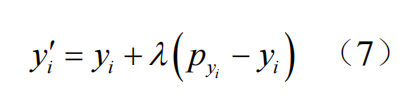 y′ᵢ = yᵢ + λ(p_{yᵢ} − yᵢ) （7）